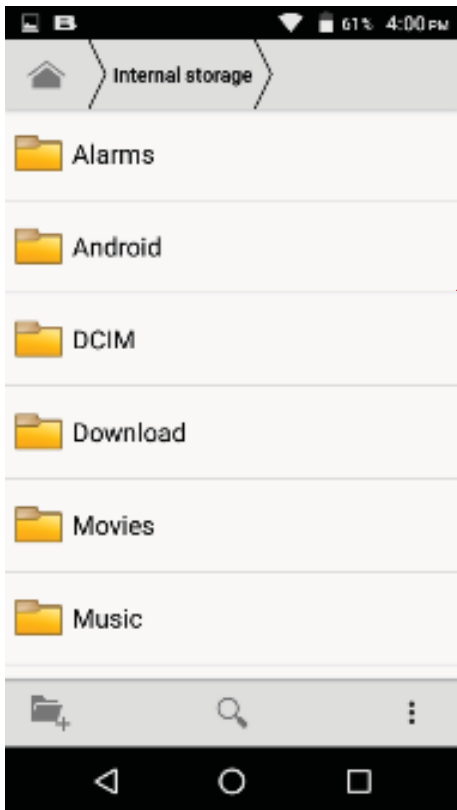 B 61% 4:00 PM
Internal storage
Alarms
Android
DCIM
Download
Movies
Music